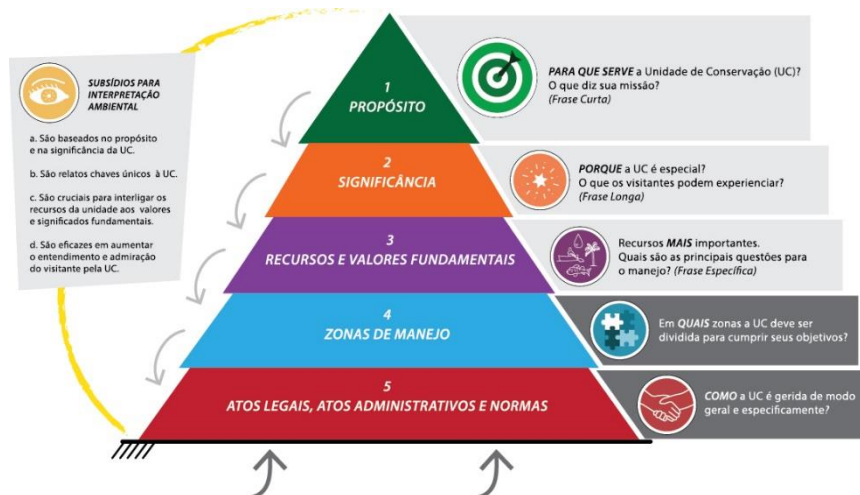 SUBSÍDIOS PARA
INTERPRETAÇÃO
AMBIENTAL
a. São baseados no propósito
e na significância da UC.
b. São relatos chaves únicos à UC.
c. São cruciais para interligar os
recursos da unidade aos valores
e significados fundamentais.
d. São eficazes em aumentar
o entendimento e admiração
do visitante pela UC.
1
PROPÓSITO
PARA QUE SERVE a Unidade de Conservação (UC)?
O que diz sua missão?
(Frase Curta)
2
SIGNIFICÂNCIA
PORQUE a UC é especial?
O que os visitantes podem experienciar?
(Frase Longa)
3
RECURSOS E VALORES FUNDAMENTAIS
Recursos MAIS importantes.
Quais são as principais questões para
o manejo? (Frase Específica)
4
ZONAS DE MANEJO
Em QUAIS zonas a UC deve ser
dividida para cumprir seus objetivos?
5
ATOS LEGAIS, ATOS ADMINISTRATIVOS E NORMAS
COMO a UC é gerida de modo
geral e especificamente?